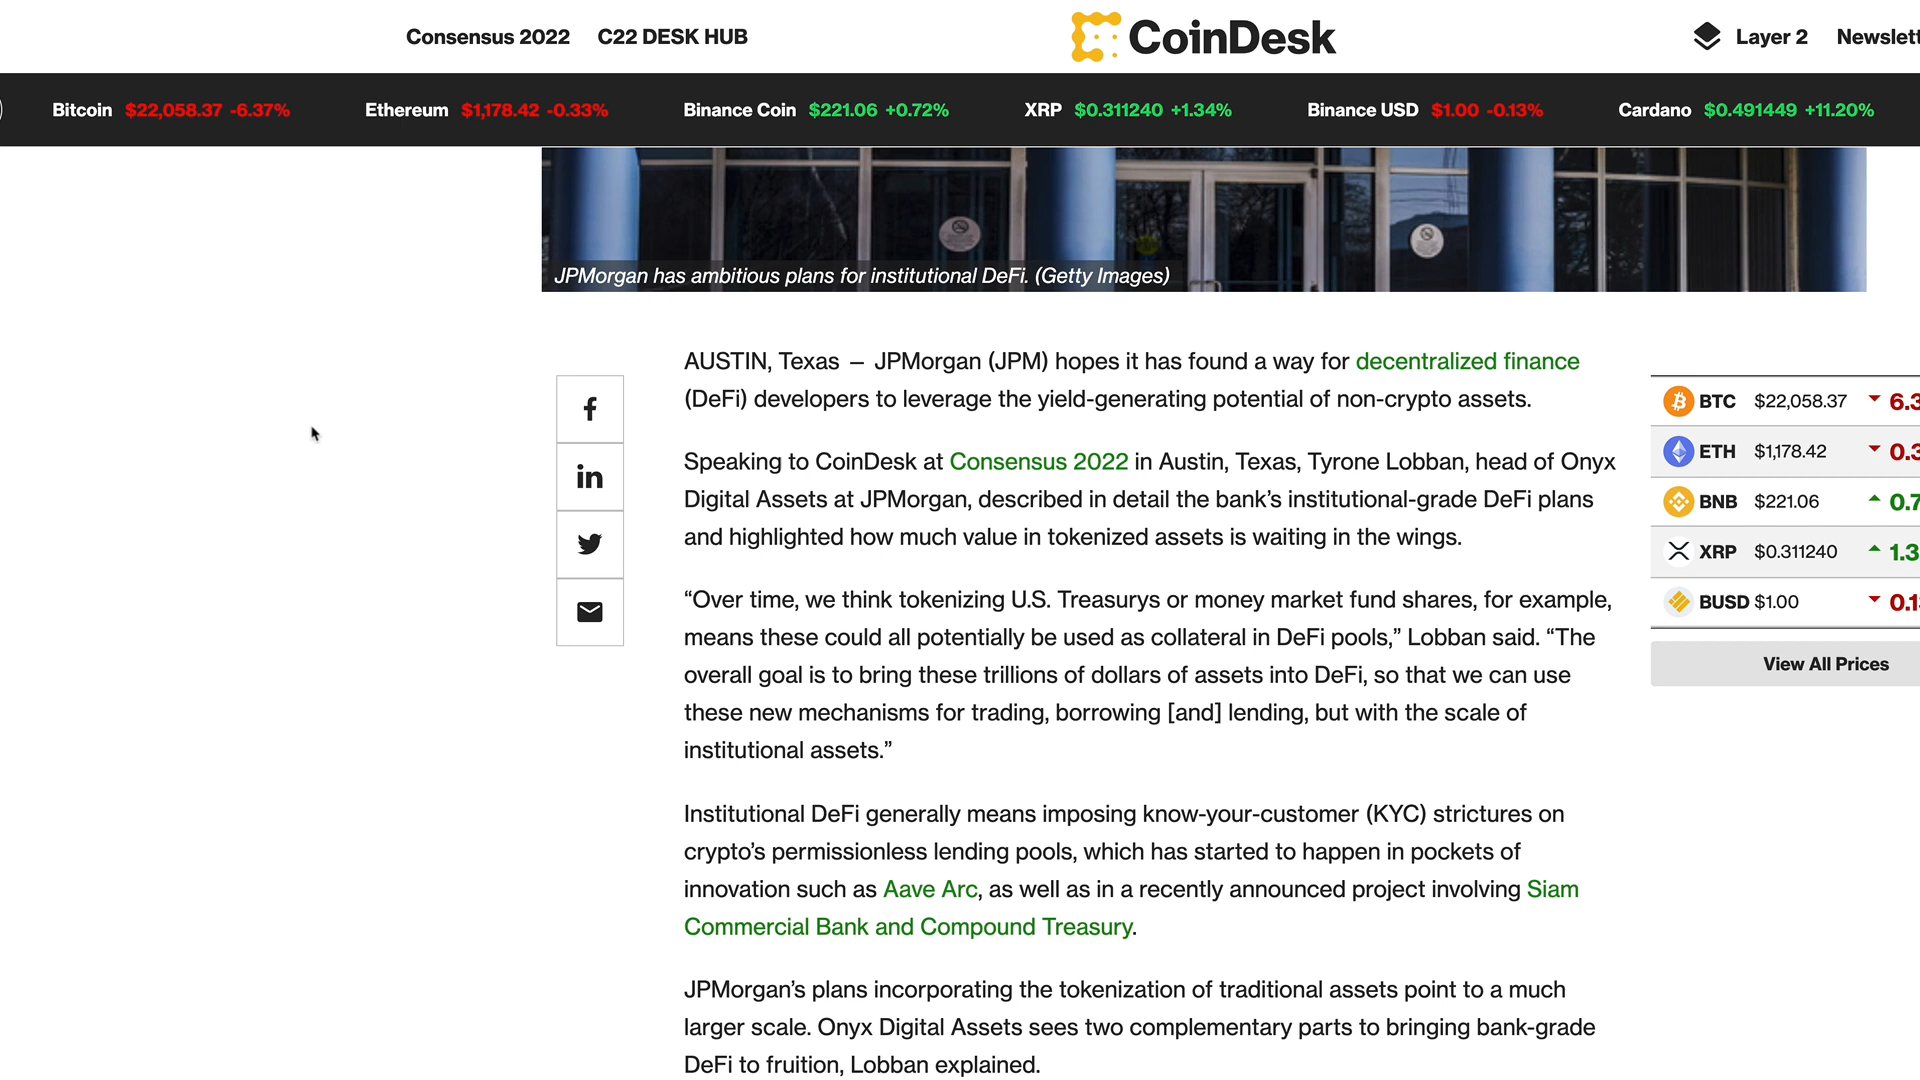 Consensus 2022 C22 DESK HUB CoinDesk Layer 2 Newslett
Bitcoin $22,058.37 -6.37% Ethereum $1,178.42 -0.33% Binance Coin $221.06 +0.72% XRP $0.311240 +1.34% Binance USD $1.00 -0.13% Cardano $0.491449 +11.20%
JPMorgan has ambitious plans for institutional DeFi. (Getty Images)
AUSTIN, Texas — JPMorgan (JPM) hopes it has found a way for decentralized finance
(DeFi) developers to leverage the yield-generating potential of non-crypto assets.
Speaking to CoinDesk at Consensus 2022 in Austin, Texas, Tyrone Lobban, head of Onyx
Digital Assets at JPMorgan, described in detail the bank’s institutional-grade DeFi plans
and highlighted how much value in tokenized assets is waiting in the wings.
“Over time, we think tokenizing U.S. Treasurys or money market fund shares, for example,
means these could all potentially be used as collateral in DeFi pools,” Lobban said. “The
overall goal is to bring these trillions of dollars of assets into DeFi, so that we can use
these new mechanisms for trading, borrowing [and] lending, but with the scale of
institutional assets.”
Institutional DeFi generally means imposing know-your-customer (KYC) strictures on
crypto’s permissionless lending pools, which has started to happen in pockets of
innovation such as Aave Arc, as well as in a recently announced project involving Siam
Commercial Bank and Compound Treasury.
JPMorgan’s plans incorporating the tokenization of traditional assets point to a much
larger scale. Onyx Digital Assets sees two complementary parts to bringing bank-grade
DeFi to fruition, Lobban explained.
BTC $22,058.37 6.3
ETH $1,178.42 0.3
BNB $221.06 0.7
XRP $0.311240 1.3
BUSD $1.00 0.1
View All Prices